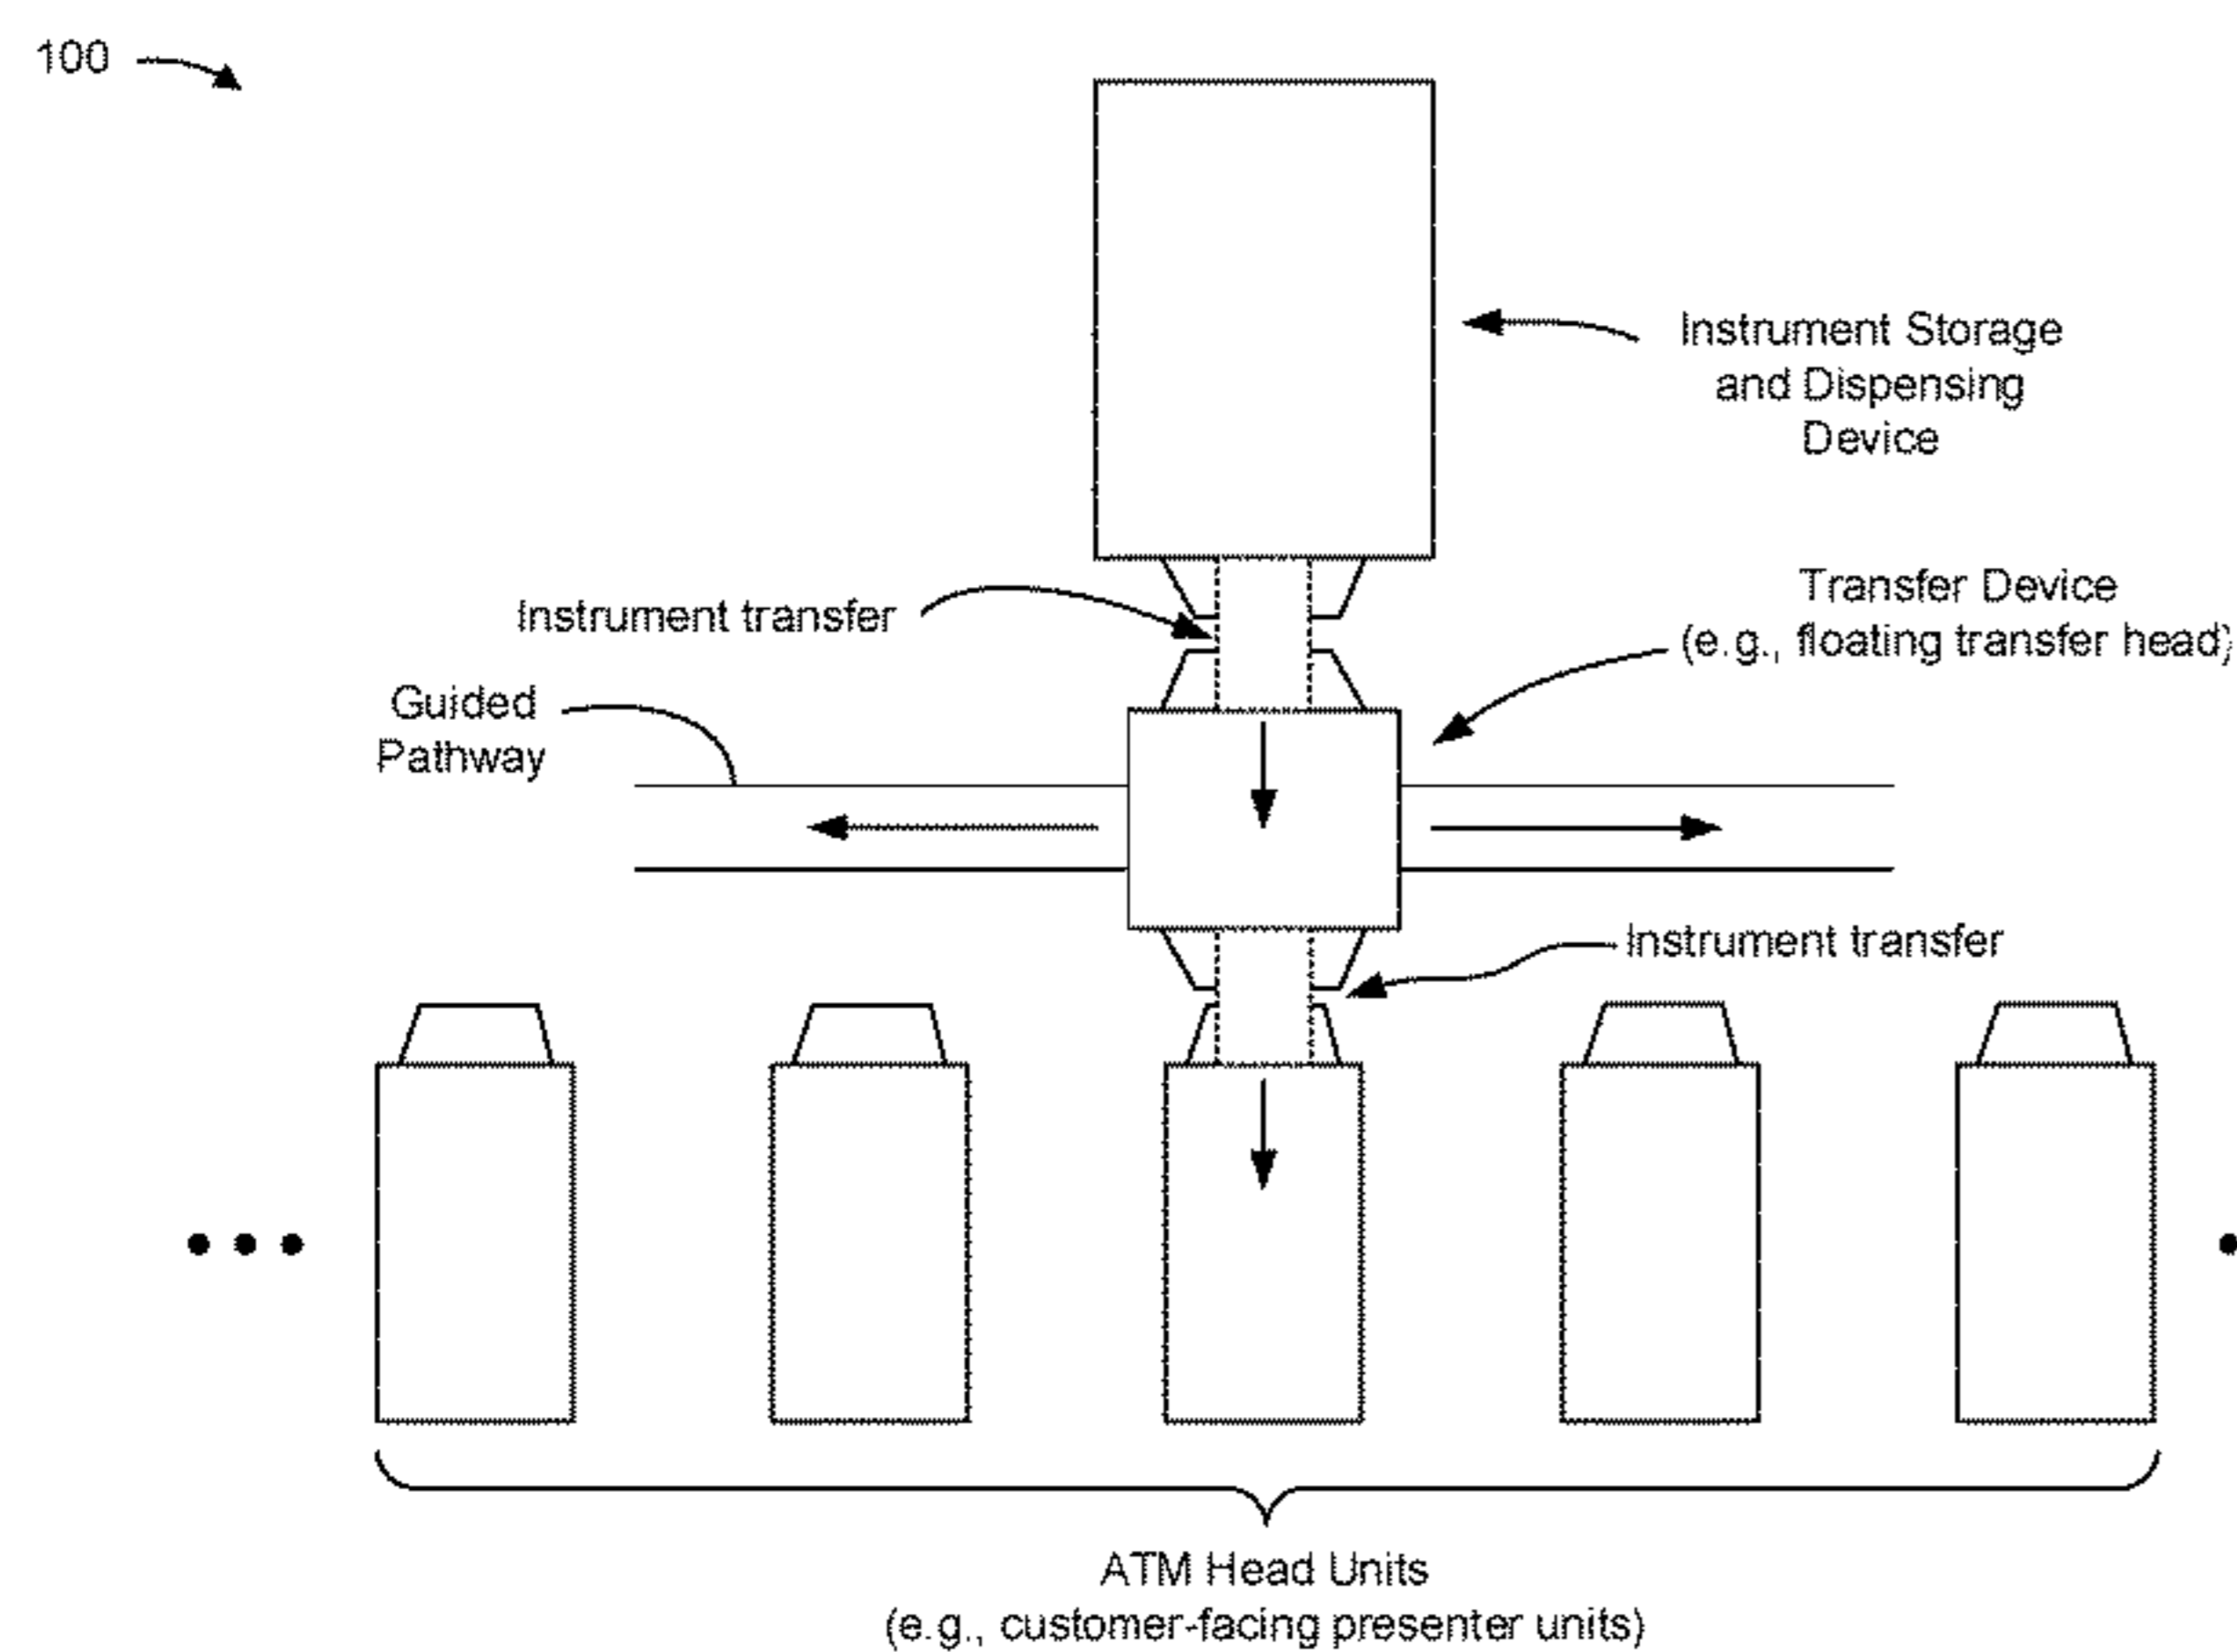 100
Instrument Storage
and Dispensing
Device
Instrument transfer
Transfer Device
(e.g., floating transfer head)
Guided
Pathway
Instrument transfer
ATM Head Units
(e.g., customer-facing presenter units)